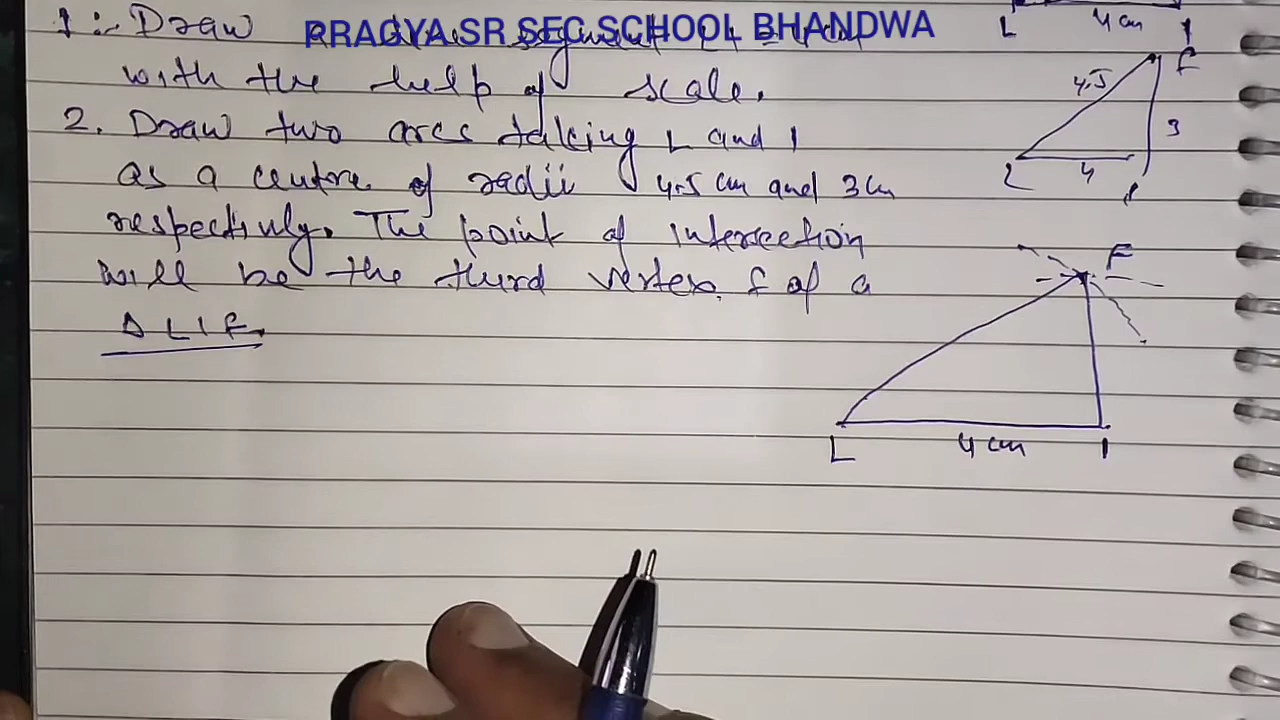 PRAGYA SR SEC SCHOOL BHANDWA
1 :- Draw
with the help of scale.
2. Draw two arcs talking L and I
as a centre of radii 4.5 cm and 3 cm
respectively. The point of intersection
will be the third vertex. F of a
Δ LIF.
L 4 cm I
4.5 F
3
L 4 I
F
L 4 cm I